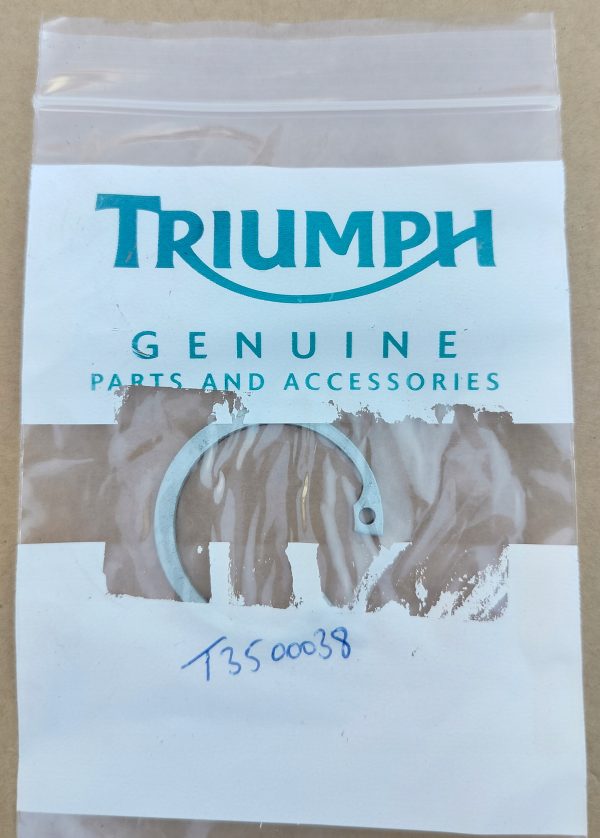 TRIUMPH
GENUINE
PARTS AND ACCESSORIES
T3500038